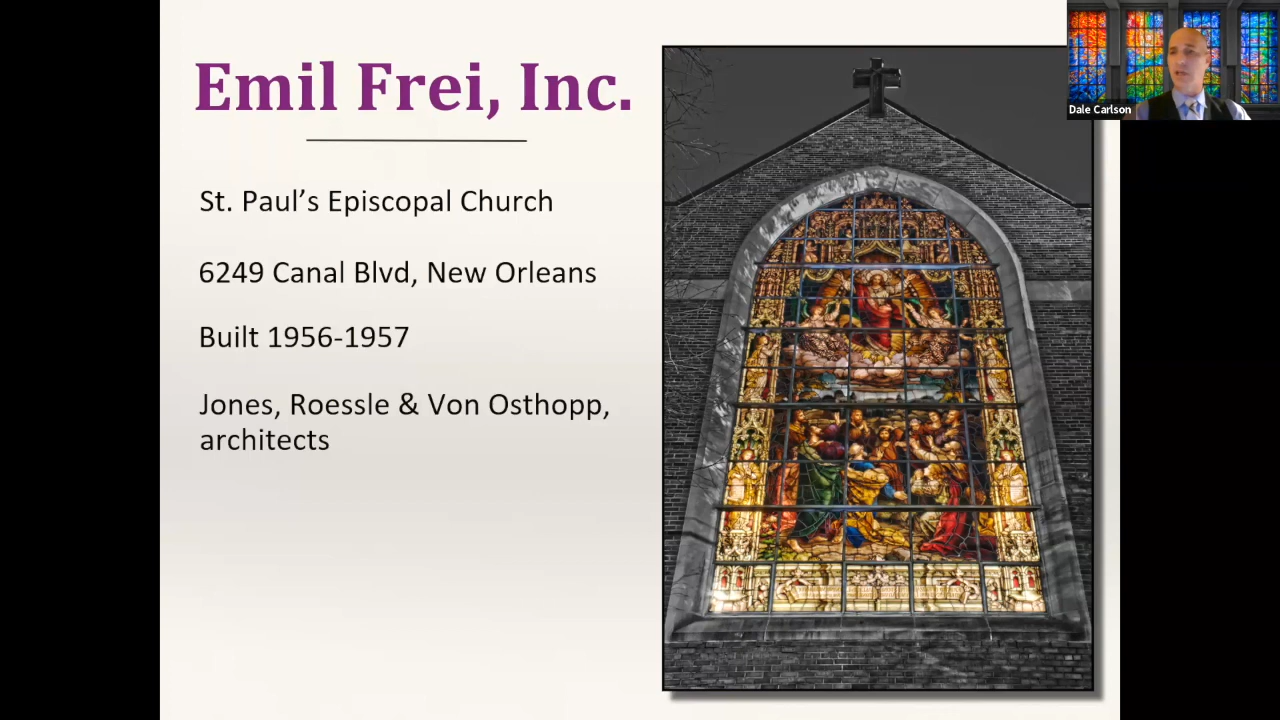 Emil Frei, Inc.
St. Paul’s Episcopal Church
6249 Canal Blvd, New Orleans
Built 1956-1957
Jones, Roessle & Von Osthopp,
architects
Dale Carlson